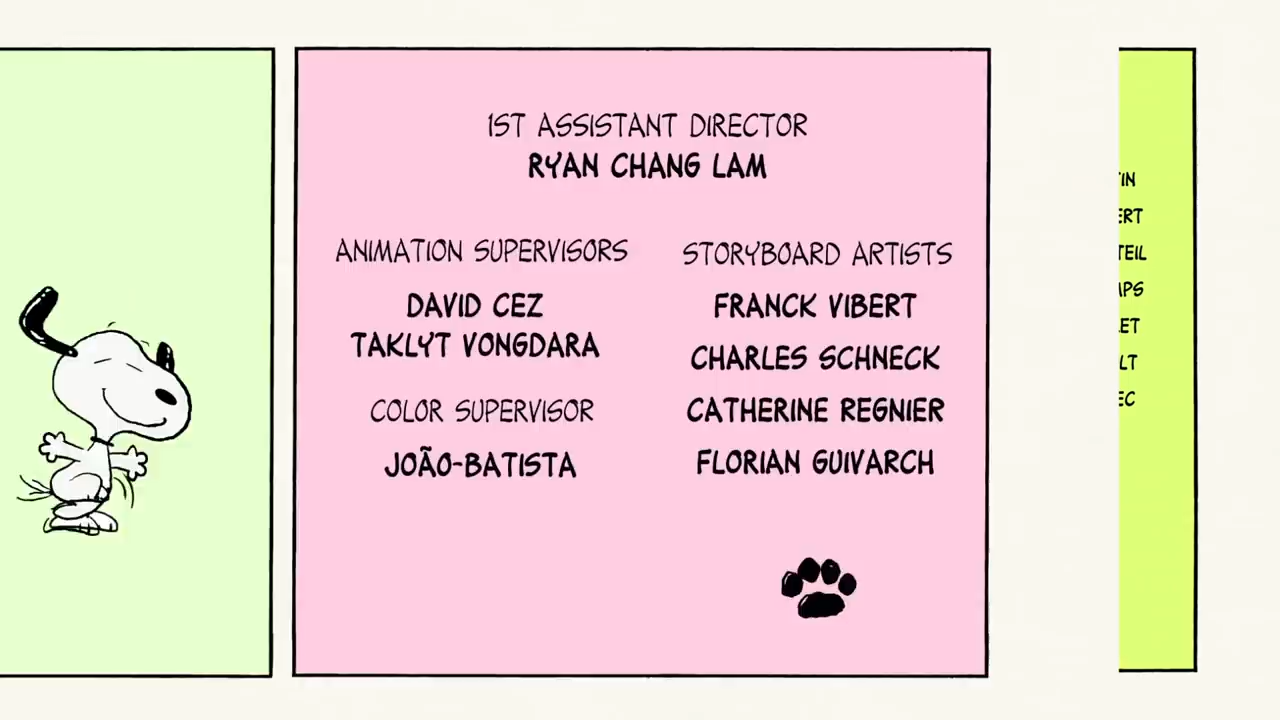 1ST ASSISTANT DIRECTOR
RYAN CHANG LAM
ANIMATION SUPERVISORS
DAVID CEZ
TAKLYT VONGDARA
COLOR SUPERVISOR
JOÃO-BATISTA
STORYBOARD ARTISTS
FRANCK VIBERT
CHARLES SCHNECK
CATHERINE REGNIER
FLORIAN GUIVARCH